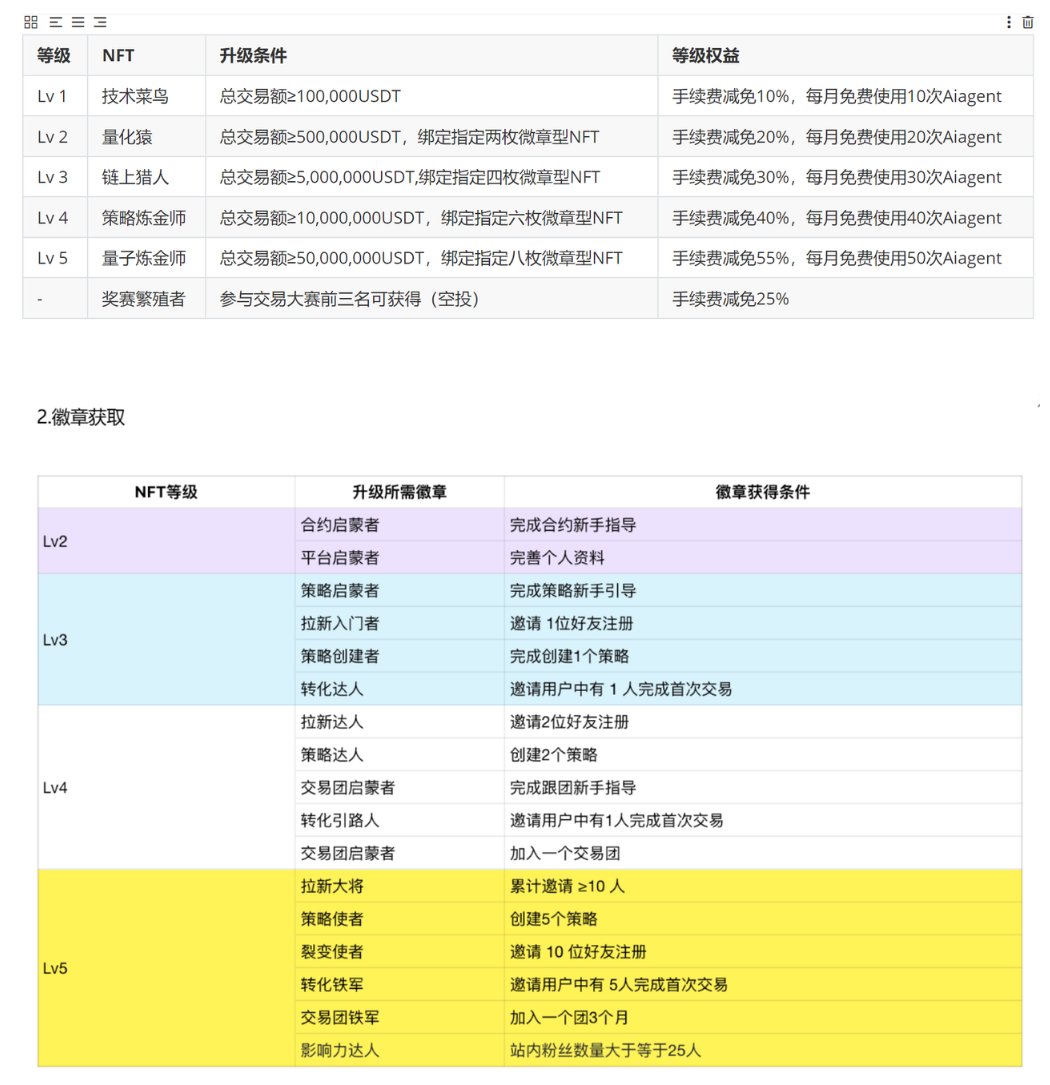 等级 NFT 升级条件 等级权益
Lv 1 技术菜鸟 总交易额≥100,000USDT 手续费减免10%，每月免费使用10次Aiagent
Lv 2 量化猿 总交易额≥500,000USDT，绑定指定两枚微章型NFT 手续费减免20%，每月免费使用20次Aiagent
Lv 3 链上猎人 总交易额≥5,000,000USDT,绑定指定四枚微章型NFT 手续费减免30%，每月免费使用30次Aiagent
Lv 4 策略炼金师 总交易额≥10,000,000USDT，绑定指定六枚微章型NFT 手续费减免40%，每月免费使用40次Aiagent
Lv 5 量子炼金师 总交易额≥50,000,000USDT，绑定指定八枚微章型NFT 手续费减免55%，每月免费使用50次Aiagent
- 奖赛繁殖者 参与交易大赛前三名可获得（空投） 手续费减免25%
2.徽章获取
NFT等级 升级所需徽章 徽章获得条件
Lv2
合约启蒙者 完成合约新手指导
平台启蒙者 完善个人资料
Lv3
策略启蒙者 完成策略新手引导
拉新入门者 邀请 1位好友注册
策略创建者 完成创建1个策略
转化达人 邀请用户中有 1 人完成首次交易
Lv4
拉新达人 邀请2位好友注册
策略达人 创建2个策略
交易团启蒙者 完成跟团新手指导
转化引路人 邀请用户中有1人完成首次交易
交易团启蒙者 加入一个交易团
Lv5
拉新大将 累计邀请 ≥10 人
策略使者 创建5个策略
裂变使者 邀请 10 位好友注册
转化铁军 邀请用户中有 5人完成首次交易
交易团铁军 加入一个团3个月
影响力达人 站内粉丝数量大于等于25人